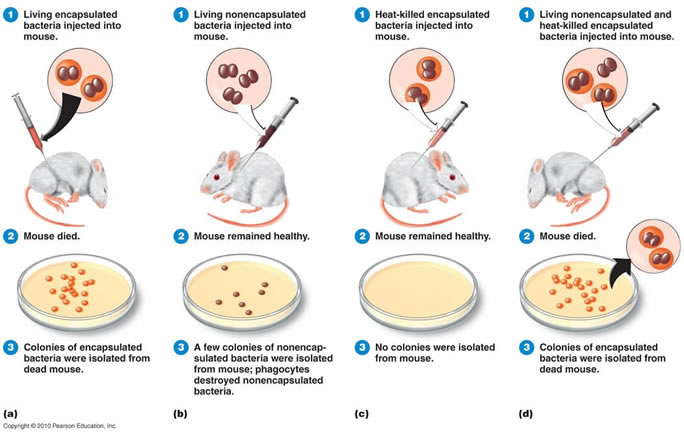 1 Living encapsulated
bacteria injected into
mouse.
2 Mouse died.
3 Colonies of encapsulated
bacteria were isolated from
dead mouse.
(a)
1 Living nonencapsulated
bacteria injected into
mouse.
2 Mouse remained healthy.
3 A few colonies of nonencap-
sulated bacteria were isolated
from mouse; phagocytes
destroyed nonencapsulated
bacteria.
(b)
1 Heat-killed encapsulated
bacteria injected into
mouse.
2 Mouse remained healthy.
3 No colonies were isolated
from mouse.
(c)
1 Living nonencapsulated and
heat-killed encapsulated
bacteria injected into mouse.
2 Mouse died.
3 Colonies of encapsulated
bacteria were isolated from
dead mouse.
(d)
Copyright © 2010 Pearson Education, Inc.